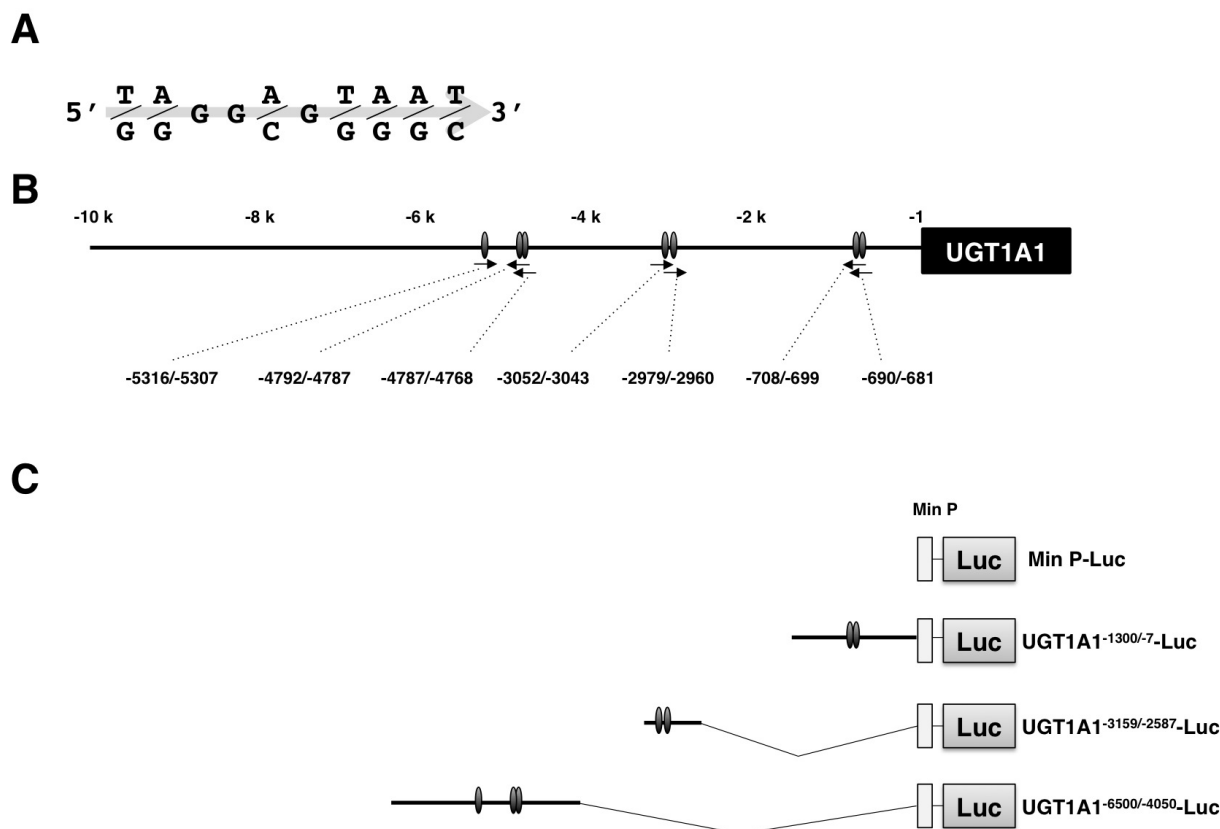 A
T A A T A A T
5′ G G G 3′
G G C G G G C
B
-10 k -8 k -6 k -4 k -2 k -1
UGT1A1
-5316/-5307 -4792/-4787 -4787/-4768 -3052/-3043 -2979/-2960 -708/-699 -690/-681
C
Min P
Luc Min P-Luc
Luc UGT1A1-1300/-7-Luc
Luc UGT1A1-3159/-2587-Luc
Luc UGT1A1-6500/-4050-Luc